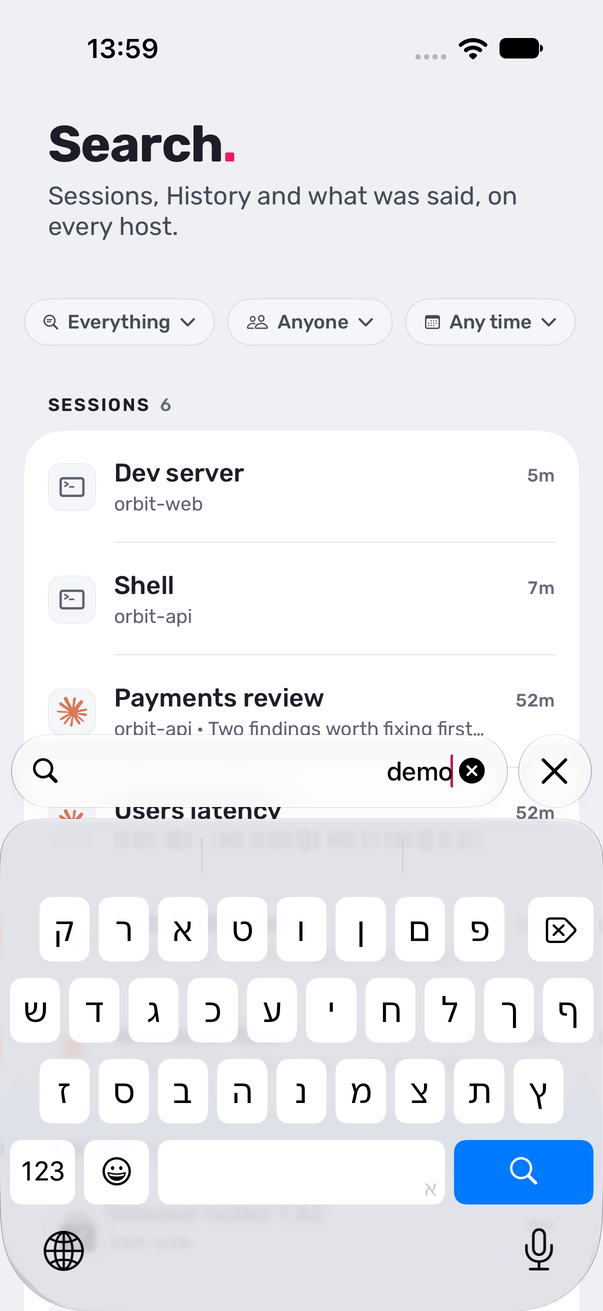 13:59
Search.
Sessions, History and what was said, on
every host.
Everything
Anyone
Any time
SESSIONS 6
Dev server
5m
orbit-web
Shell
7m
orbit-api
Payments review
52m
orbit-api • Two findings worth fixing first…
demo
Users latency
52m
ק ר א ט ו ן ם פ
ש ד ג כ ע י ח ל ך ף
ז ס ב ה נ מ צ ת ץ
123
א